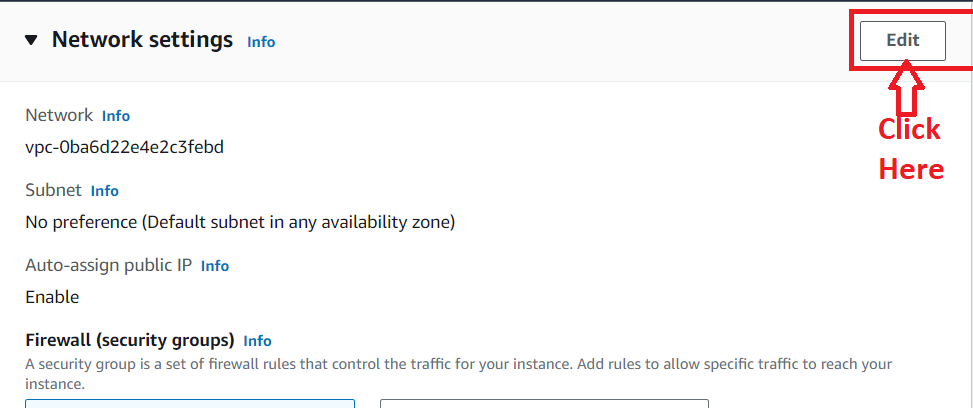 Network settings Info
Edit
Click
Here
Network Info
vpc-0ba6d22e4e2c3febd
Subnet Info
No preference (Default subnet in any availability zone)
Auto-assign public IP Info
Enable
Firewall (security groups) Info
A security group is a set of firewall rules that control the traffic for your instance. Add rules to allow specific traffic to reach your
instance.